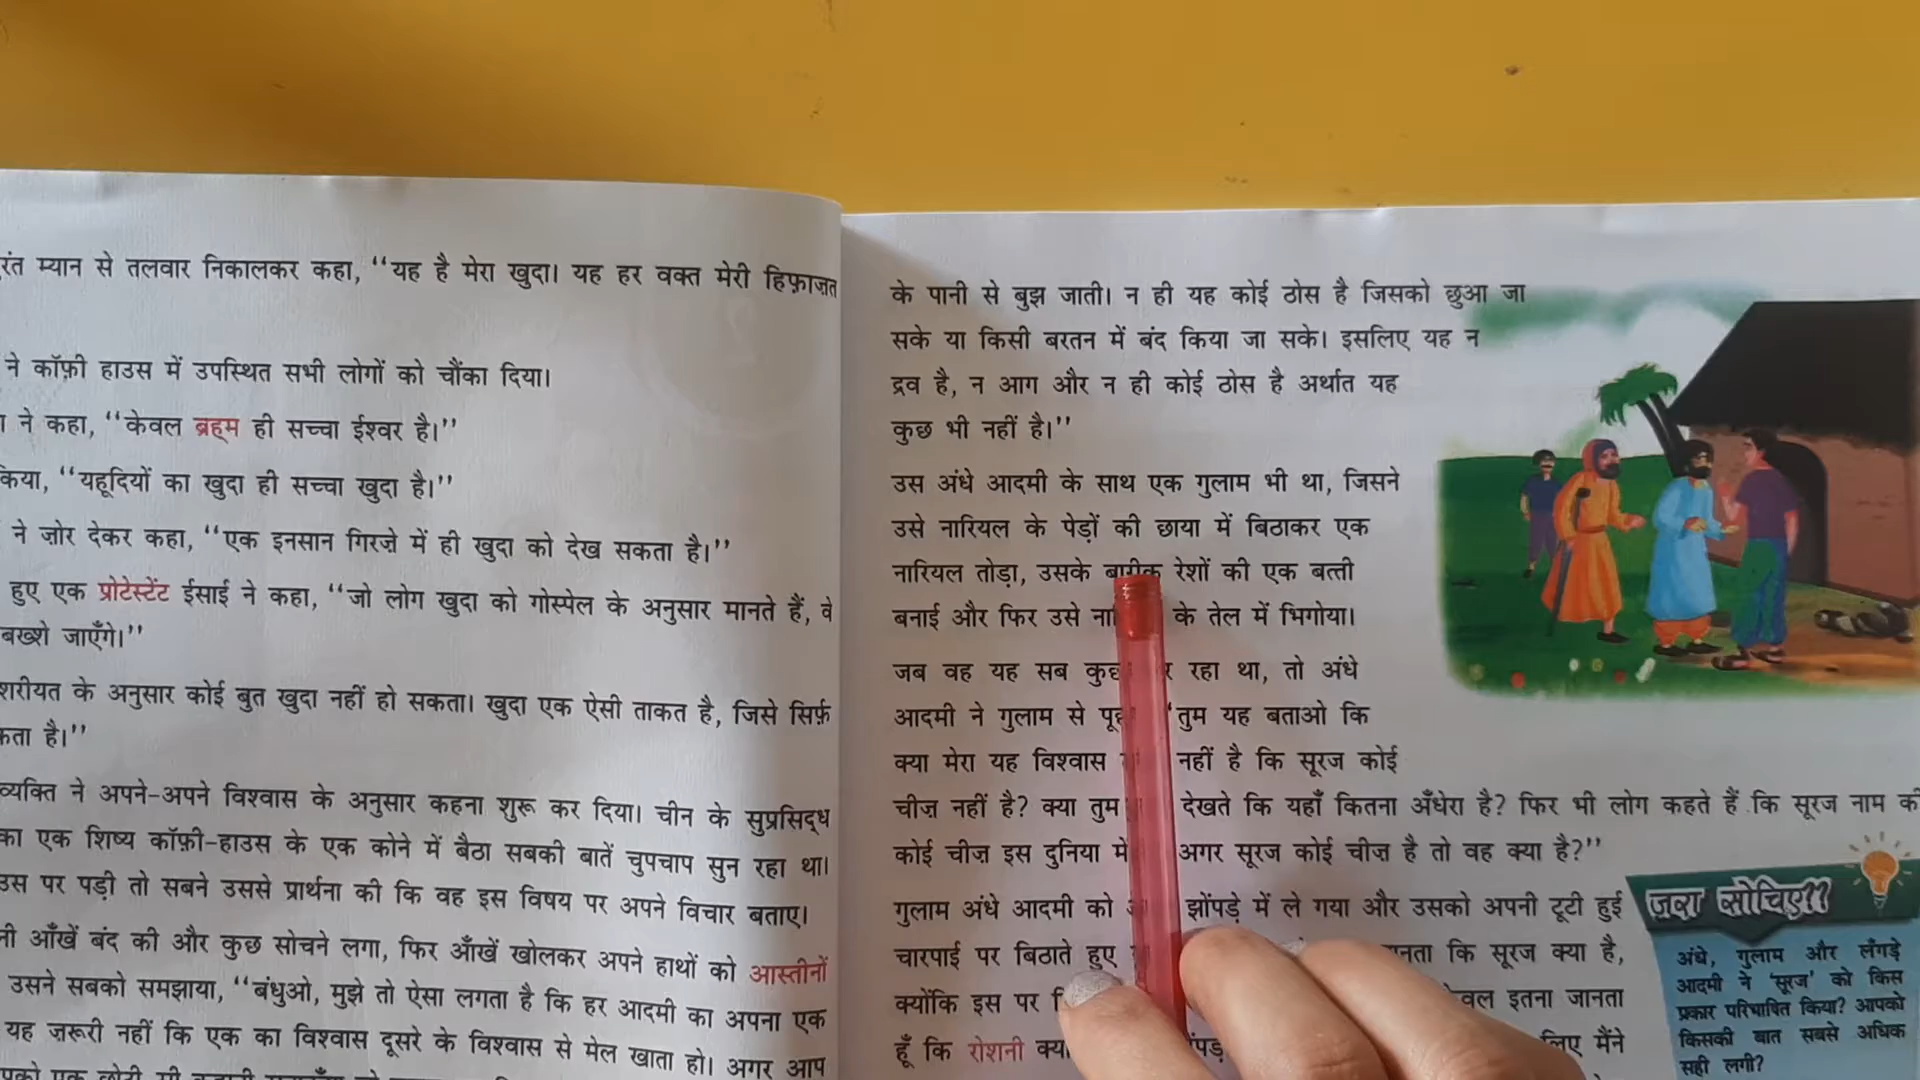 म्यान से तलवार निकालकर कहा, ‘‘यह है मेरा खुदा। यह हर वक्त मेरी हिफ़ाज़त
ने कॉफ़ी हाउस में उपस्थित सभी लोगों को चौंका दिया।
ने कहा, ‘‘केवल ब्रह्म ही सच्चा ईश्वर है।’’
किया, ‘‘यहूदियों का खुदा ही सच्चा खुदा है।’’
ने ज़ोर देकर कहा, ‘‘एक इनसान गिरजे में ही खुदा को देख सकता है।’’
हुए एक प्रोटेस्टेंट ईसाई ने कहा, ‘‘जो लोग खुदा को गोस्पेल के अनुसार मानते हैं, वे
बख्शे जाएँगे।’’
शरीयत के अनुसार कोई बुत खुदा नहीं हो सकता। खुदा एक ऐसी ताकत है, जिसे सिर्फ़
है।’’
व्यक्ति ने अपने-अपने विश्वास के अनुसार कहना शुरू कर दिया। चीन के सुप्रसिद्ध
का एक शिष्य कॉफ़ी-हाउस के एक कोने में बैठा सबकी बातें चुपचाप सुन रहा था।
उस पर पड़ी तो सबने उससे प्रार्थना की कि वह इस विषय पर अपने विचार बताए।
आँखें बंद की और कुछ सोचने लगा, फिर आँखें खोलकर अपने हाथों को आस्तीनों
उसने सबको समझाया, ‘‘बंधुओ, मुझे तो ऐसा लगता है कि हर आदमी का अपना एक
यह ज़रूरी नहीं कि एक का विश्वास दूसरे के विश्वास से मेल खाता हो। अगर आप
के पानी से बुझ जाती। न ही यह कोई ठोस है जिसको छुआ जा
सके या किसी बरतन में बंद किया जा सके। इसलिए यह न
द्रव है, न आग और न ही कोई ठोस है अर्थात यह
कुछ भी नहीं है।’’
उस अंधे आदमी के साथ एक गुलाम भी था, जिसने
उसे नारियल के पेड़ों की छाया में बिठाकर एक
नारियल तोड़ा, उसके बारीक रेशों की एक बत्ती
बनाई और फिर उसे के तेल में भिगोया।
जब वह यह सब कुछ रहा था, तो अंधे
आदमी ने गुलाम से ‘‘तुम यह बताओ कि
क्या मेरा यह विश्वास नहीं है कि सूरज कोई
चीज़ नहीं है? क्या तुम देखते कि यहाँ कितना अँधेरा है? फिर भी लोग कहते हैं कि सूरज नाम की
कोई चीज़ इस दुनिया में अगर सूरज कोई चीज़ है तो वह क्या है?’’
गुलाम अंधे आदमी को झोंपड़े में ले गया और उसको अपनी टूटी हुई
चारपाई पर बिठाते हुए कि सूरज क्या है,
क्योंकि इस पर इतना जानता
हूँ कि रोशनी मैंने
ज़रा सोचिए!!
अंधे, गुलाम और लँगड़े
आदमी ने ‘सूरज’ को किस
प्रकार परिभाषित किया? आपको
किसकी बात सबसे अधिक
सही लगी?